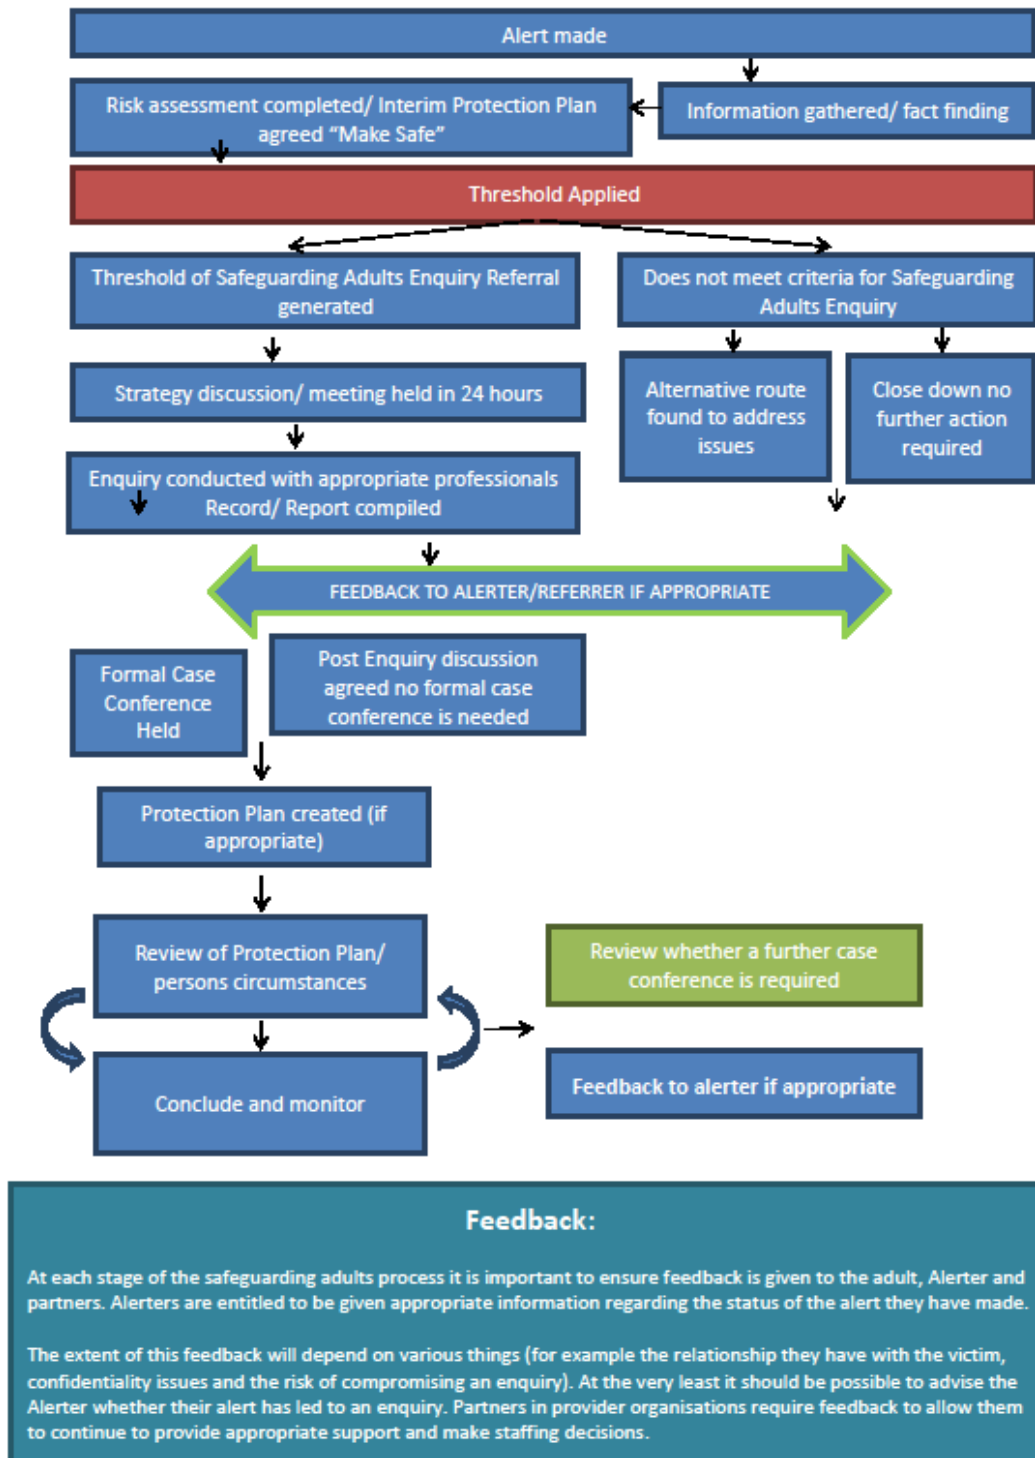 Alert made
Risk assessment completed/ Interim Protection Plan
agreed “Make Safe”
Information gathered/ fact finding
Threshold Applied
Threshold of Safeguarding Adults Enquiry Referral
generated
Does not meet criteria for Safeguarding
Adults Enquiry
Strategy discussion/ meeting held in 24 hours
Alternative route
found to address
issues
Close down no
further action
required
Enquiry conducted with appropriate professionals
Record/ Report compiled
FEEDBACK TO ALERTER/REFERRER IF APPROPRIATE
Formal Case
Conference
Held
Post Enquiry discussion
agreed no formal case
conference is needed
Protection Plan created (if
appropriate)
Review of Protection Plan/
persons circumstances
Review whether a further case
conference is required
Conclude and monitor
Feedback to alerter if appropriate
Feedback:
At each stage of the safeguarding adults process it is important to ensure feedback is given to the adult, Alerter and
partners. Alerters are entitled to be given appropriate information regarding the status of the alert they have made.
The extent of this feedback will depend on various things (for example the relationship they have with the victim,
confidentiality issues and the risk of compromising an enquiry). At the very least it should be possible to advise the
Alerter whether their alert has led to an enquiry. Partners in provider organisations require feedback to allow them
to continue to provide appropriate support and make staffing decisions.